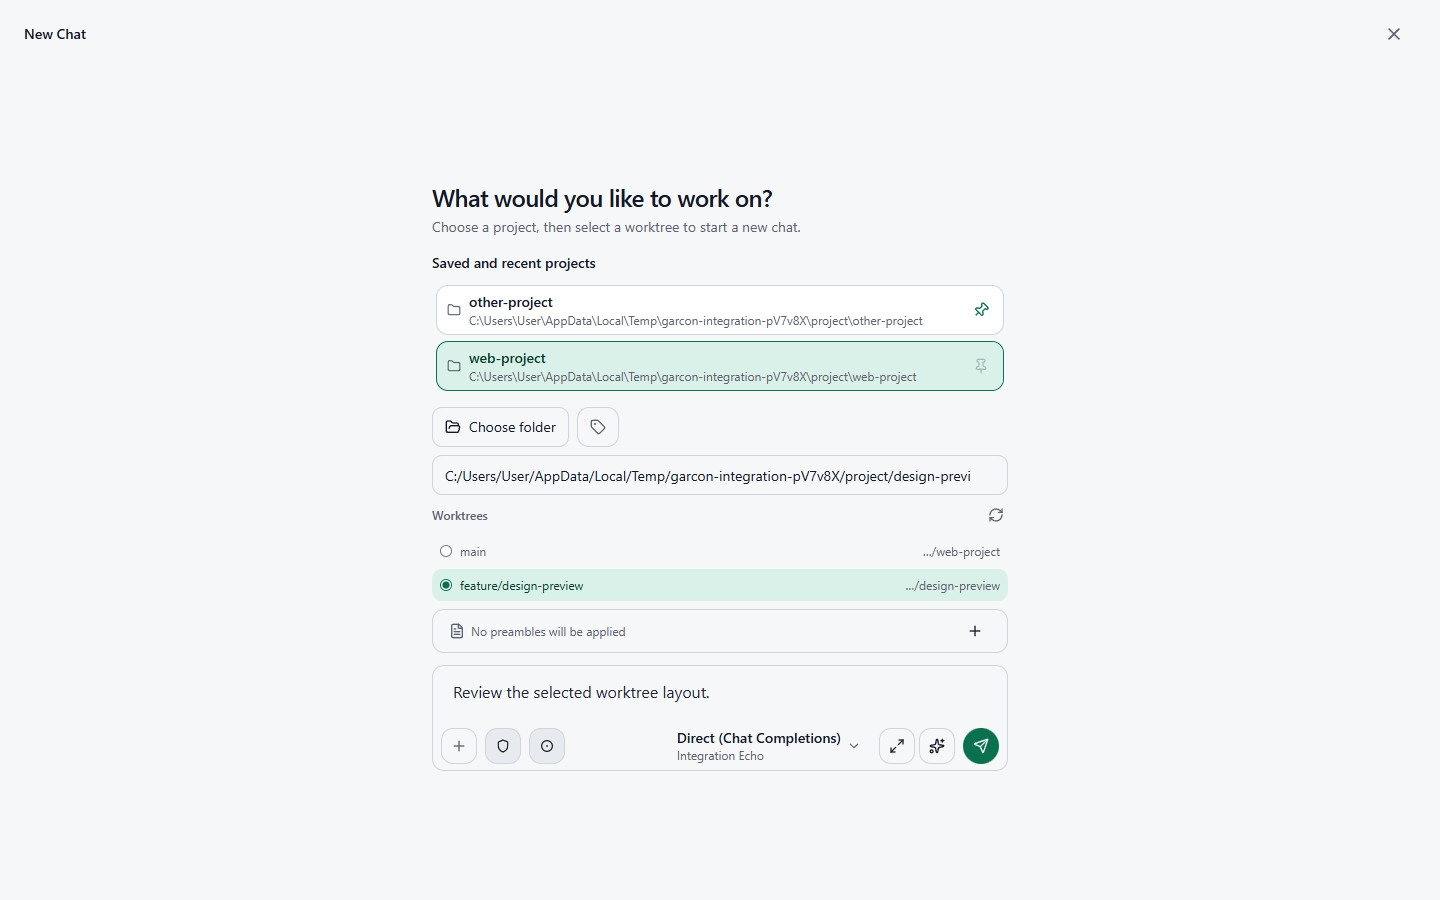 New Chat
What would you like to work on?
Choose a project, then select a worktree to start a new chat.
Saved and recent projects
other-project
C:\Users\User\AppData\Local\Temp\garcon-integration-pV7v8X\project\other-project
web-project
C:\Users\User\AppData\Local\Temp\garcon-integration-pV7v8X\project\web-project
Choose folder
C:/Users/User/AppData/Local/Temp/garcon-integration-pV7v8X/project/design-previ
Worktrees
main .../web-project
feature/design-preview .../design-preview
No preambles will be applied
Review the selected worktree layout.
Direct (Chat Completions)
Integration Echo